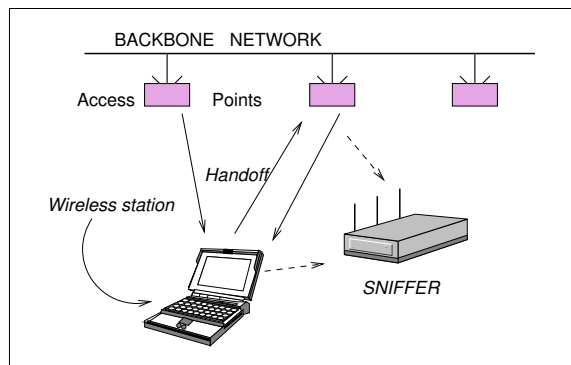 BACKBONE NETWORK
Access Points
Handoff
Wireless station
SNIFFER